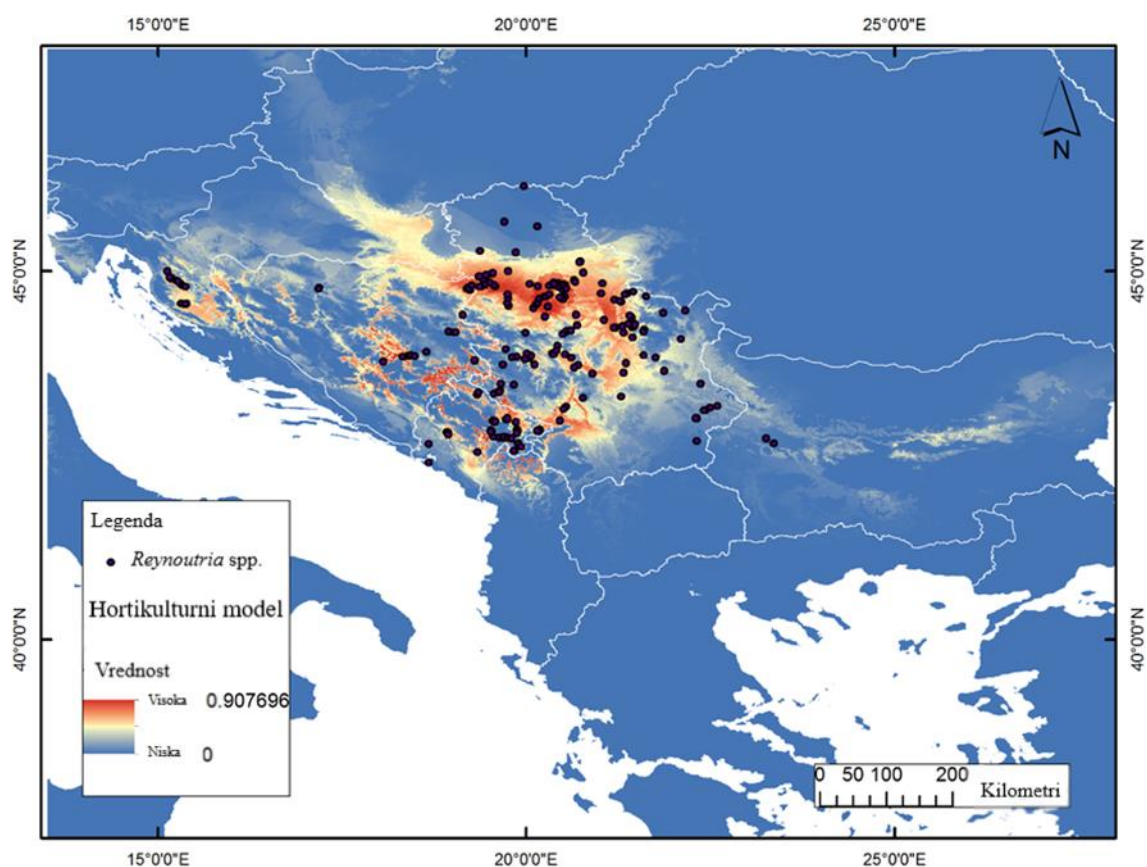 15°0'0"E 20°0'0"E 25°0'0"E
N
45°0'0"N 45°0'0"N
40°0'0"N 40°0'0"N
Legenda
Reynoutria spp.
Hortikulturni model
Vrednost
Visoka 0.907696
Niska 0
0 50 100 200
Kilometri
15°0'0"E 20°0'0"E 25°0'0"E